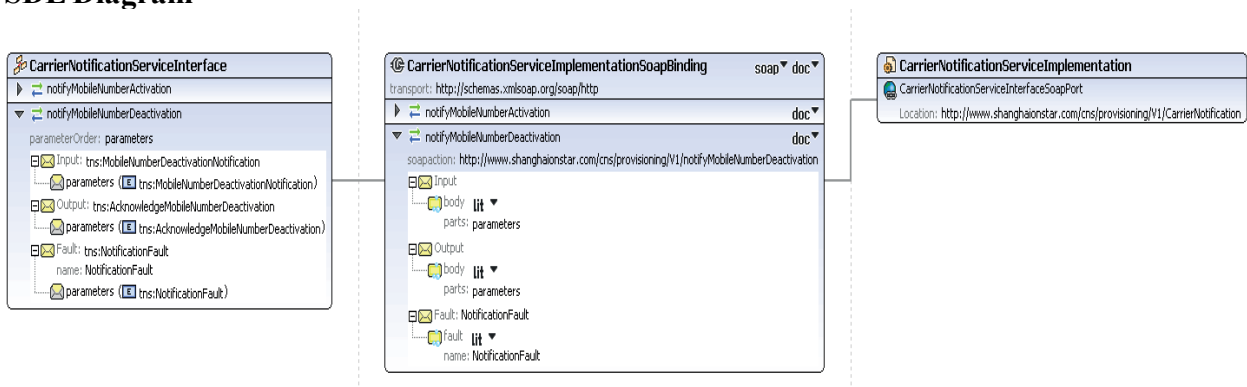 CarrierNotificationServiceInterface
notifyMobileNumberActivation
notifyMobileNumberDeactivation
parameterOrder: parameters
Input: tns:MobileNumberDeactivationNotification
parameters (E tns:MobileNumberDeactivationNotification)
Output: tns:AcknowledgeMobileNumberDeactivation
parameters (E tns:AcknowledgeMobileNumberDeactivation)
Fault: tns:NotificationFault
name: NotificationFault
parameters (E tns:NotificationFault)
CarrierNotificationServiceImplementationSoapBinding soap doc
transport: http://schemas.xmlsoap.org/soap/http
notifyMobileNumberActivation doc
notifyMobileNumberDeactivation doc
soapaction: http://www.shanghaionstar.com/cns/provisioning/V1/notifyMobileNumberDeactivation
Input
body lit
parts: parameters
Output
body lit
parts: parameters
Fault: NotificationFault
fault lit
name: NotificationFault
CarrierNotificationServiceImplementation
CarrierNotificationServiceInterfaceSoapPort
Location: http://www.shanghaionstar.com/cns/provisioning/V1/CarrierNotification